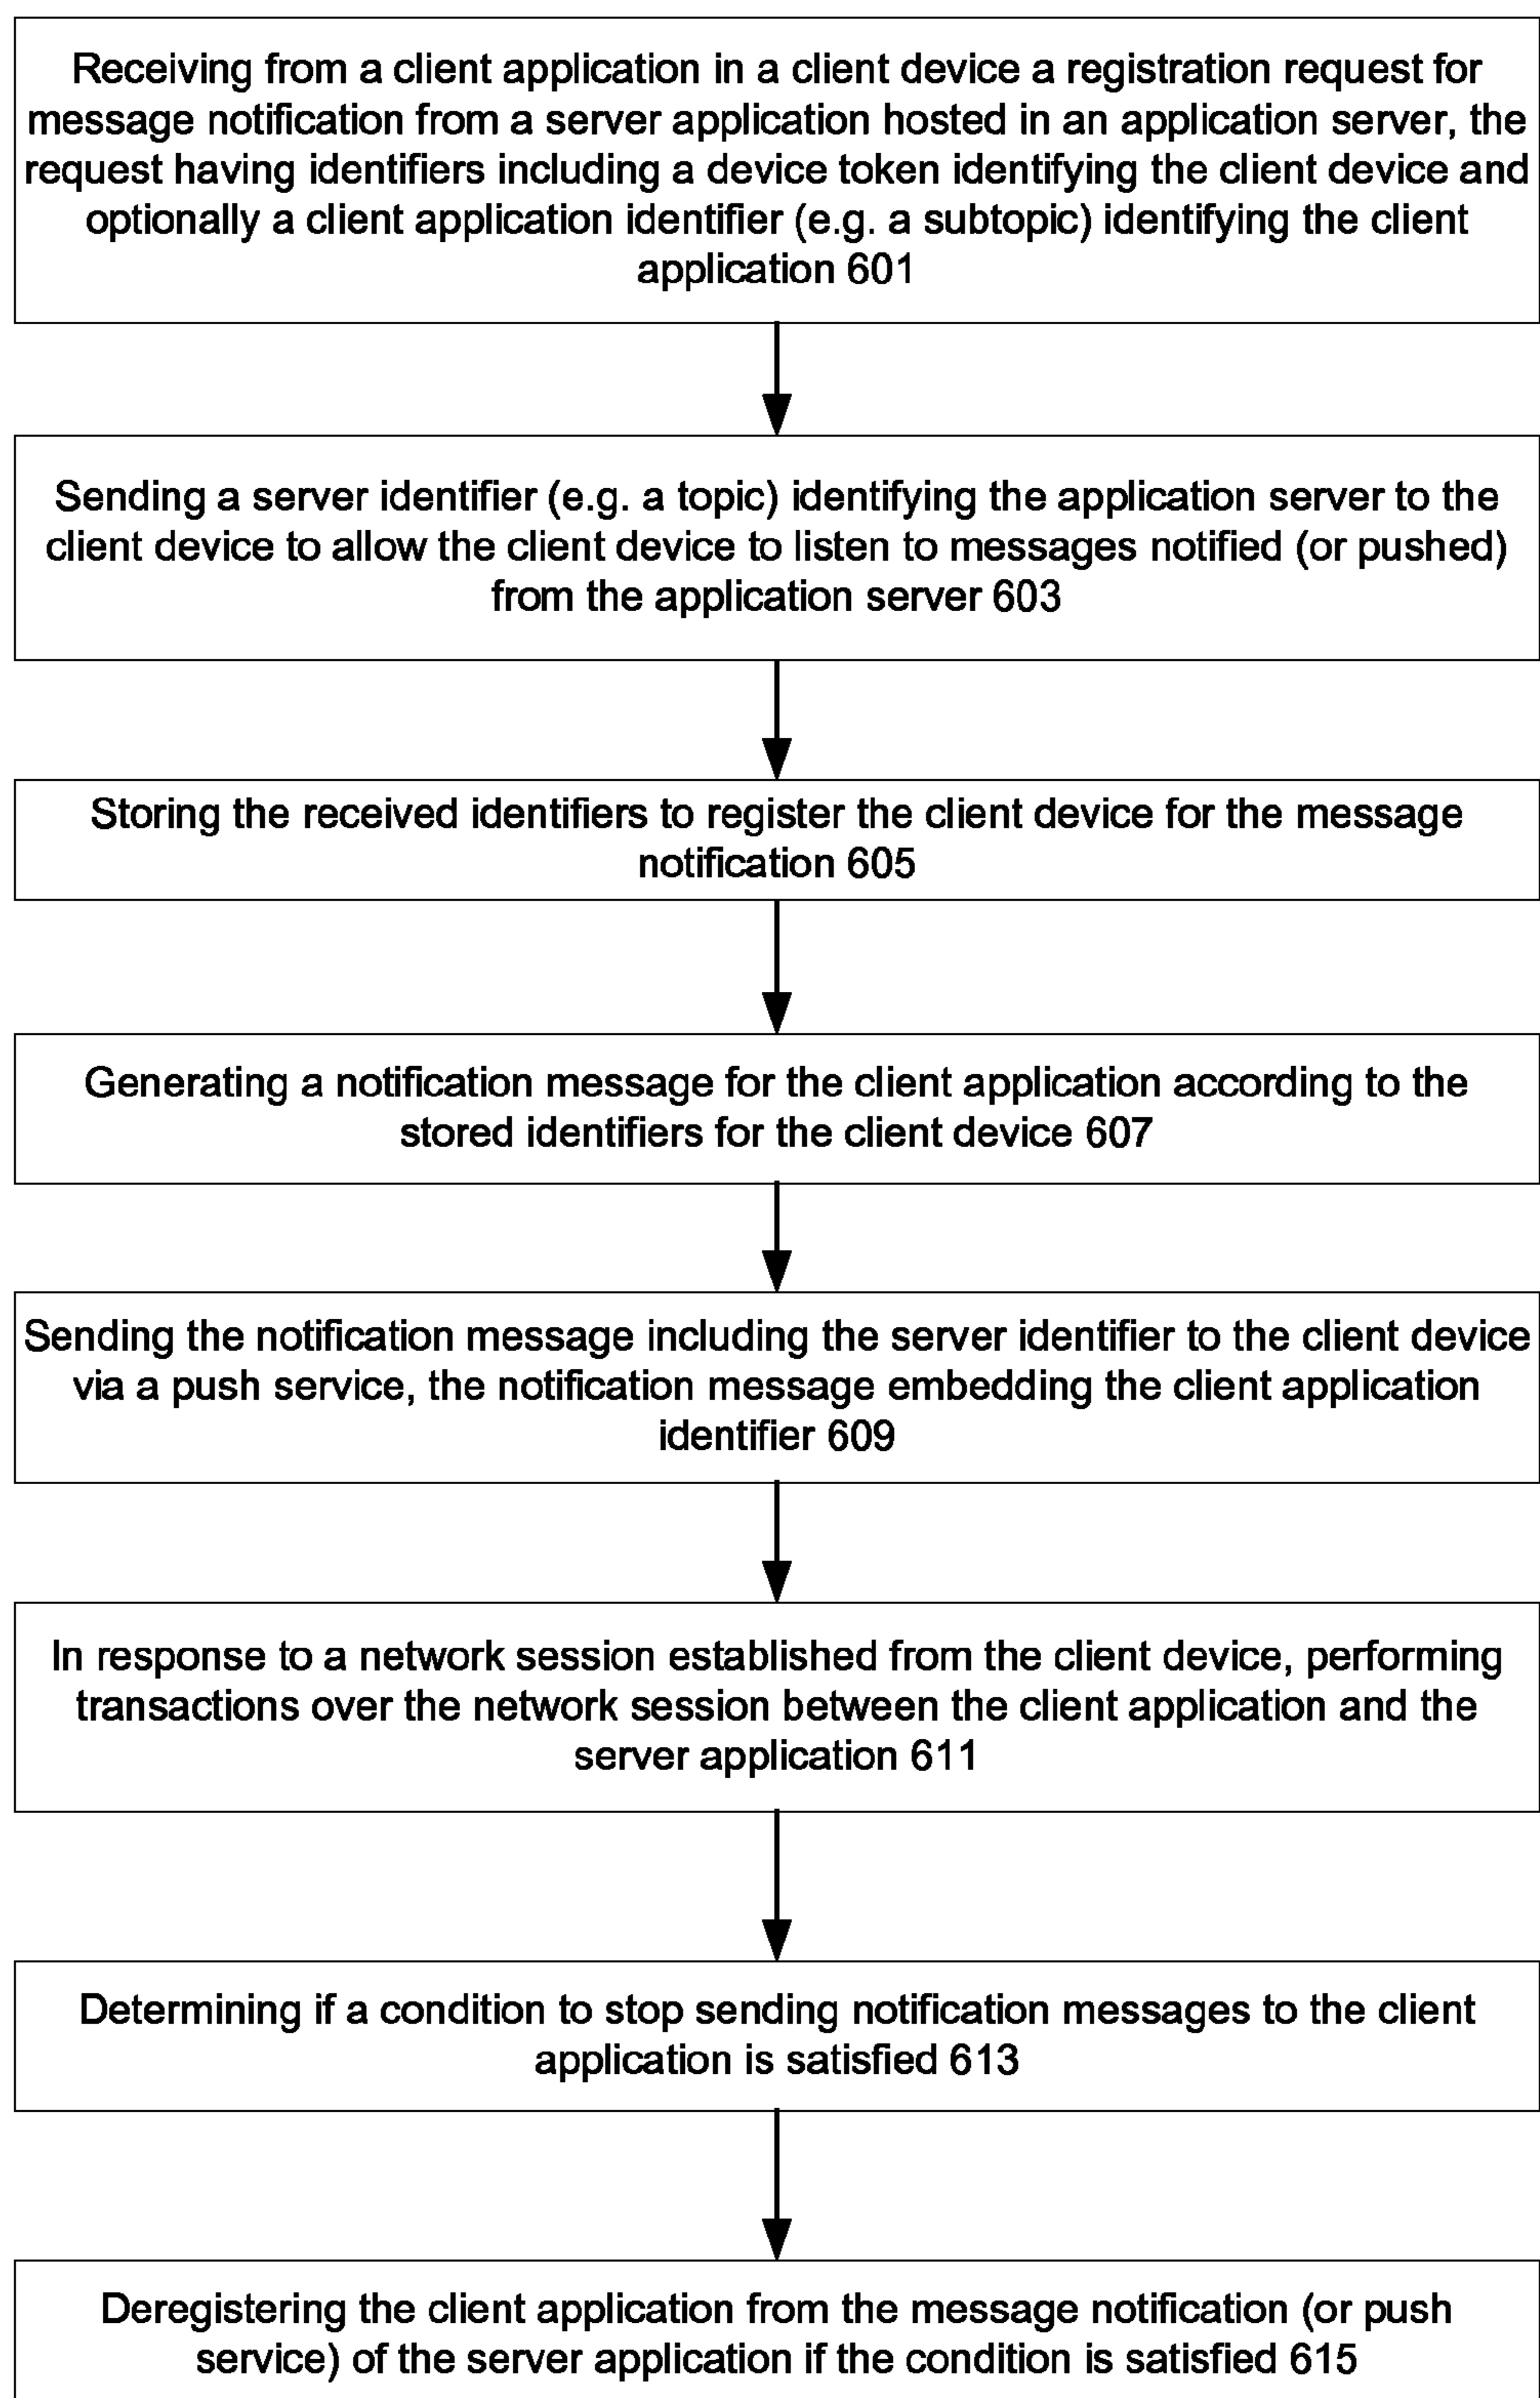 Receiving from a client application in a client device a registration request for
message notification from a server application hosted in an application server, the
request having identifiers including a device token identifying the client device and
optionally a client application identifier (e.g. a subtopic) identifying the client
application 601
Sending a server identifier (e.g. a topic) identifying the application server to the
client device to allow the client device to listen to messages notified (or pushed)
from the application server 603
Storing the received identifiers to register the client device for the message
notification 605
Generating a notification message for the client application according to the
stored identifiers for the client device 607
Sending the notification message including the server identifier to the client device
via a push service, the notification message embedding the client application
identifier 609
In response to a network session established from the client device, performing
transactions over the network session between the client application and the
server application 611
Determining if a condition to stop sending notification messages to the client
application is satisfied 613
Deregistering the client application from the message notification (or push
service) of the server application if the condition is satisfied 615